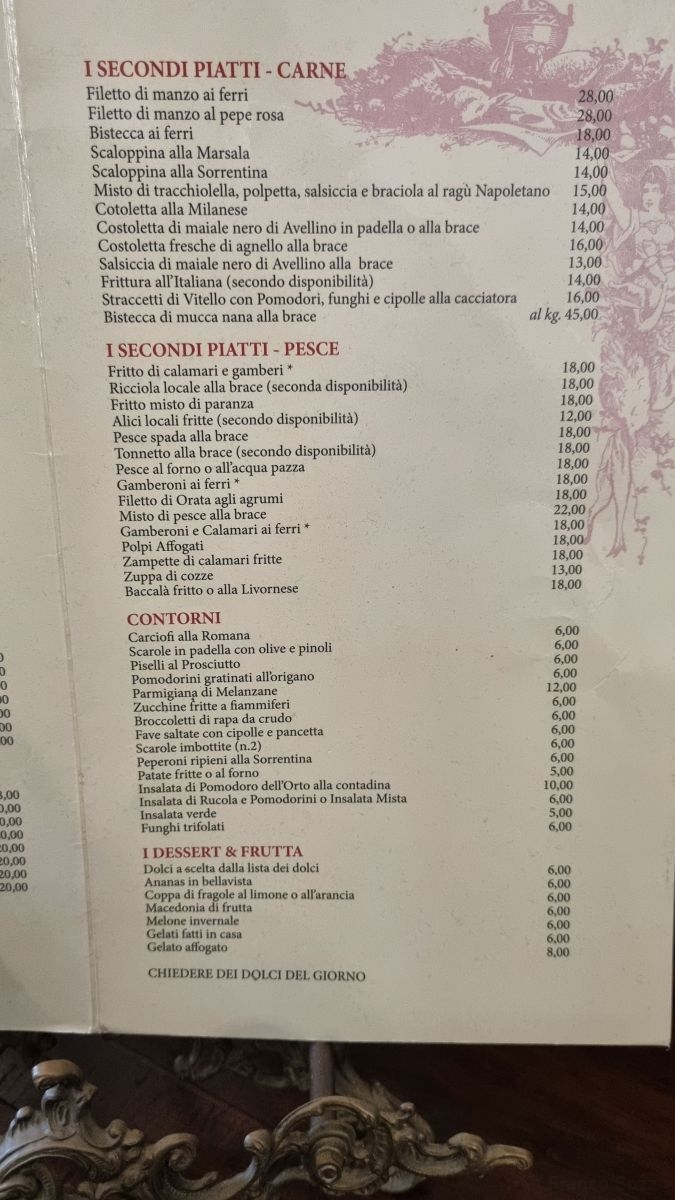 I SECONDI PIATTI - CARNE
Filetto di manzo ai ferri 28,00
Filetto di manzo al pepe rosa 28,00
Bistecca ai ferri 18,00
Scaloppina alla Marsala 14,00
Scaloppina alla Sorrentina 14,00
Misto di tracchiolella, polpetta, salsiccia e braciola al ragù Napoletano 15,00
Cotoletta alla Milanese 14,00
Costoletta di maiale nero di Avellino in padella o alla brace 14,00
Costoletta fresche di agnello alla brace 16,00
Salsiccia di maiale nero di Avellino alla brace 13,00
Frittura all'Italiana (secondo disponibilità) 14,00
Straccetti di Vitello con Pomodori, funghi e cipolle alla cacciatora 16,00
Bistecca di mucca nana alla brace al kg. 45,00
I SECONDI PIATTI - PESCE
Fritto di calamari e gamberi * 18,00
Ricciola locale alla brace (seconda disponibilità) 18,00
Fritto misto di paranza 18,00
Alici locali fritte (secondo disponibilità) 12,00
Pesce spada alla brace 18,00
Tonnetto alla brace (secondo disponibilità) 18,00
Pesce al forno o all'acqua pazza 18,00
Gamberoni ai ferri * 18,00
Filetto di Orata agli agrumi 18,00
Misto di pesce alla brace 22,00
Gamberoni e Calamari ai ferri * 18,00
Polpi Affogati 18,00
Zampette di calamari fritte 18,00
Zuppa di cozze 13,00
Baccalà fritto o alla Livornese 18,00
CONTORNI
Carciofi alla Romana 6,00
Scarole in padella con olive e pinoli 6,00
Piselli al Prosciutto 6,00
Pomodorini gratinati all'origano 6,00
Parmigiana di Melanzane 12,00
Zucchine fritte a fiammiferi 6,00
Broccoletti di rapa da crudo 6,00
Fave saltate con cipolle e pancetta 6,00
Scarole imbottite (n.2) 6,00
Peperoni ripieni alla Sorrentina 6,00
Patate fritte o al forno 5,00
Insalata di Pomodoro dell'Orto alla contadina 10,00
Insalata di Rucola e Pomodorini o Insalata Mista 6,00
Insalata verde 5,00
Funghi trifolati 6,00
I DESSERT & FRUTTA
Dolci a scelta dalla lista dei dolci 6,00
Ananas in bellavista 6,00
Coppa di fragole al limone o all'arancia 6,00
Macedonia di frutta 6,00
Melone invernale 6,00
Gelati fatti in casa 6,00
Gelato affogato 8,00
CHIEDERE DEI DOLCI DEL GIORNO